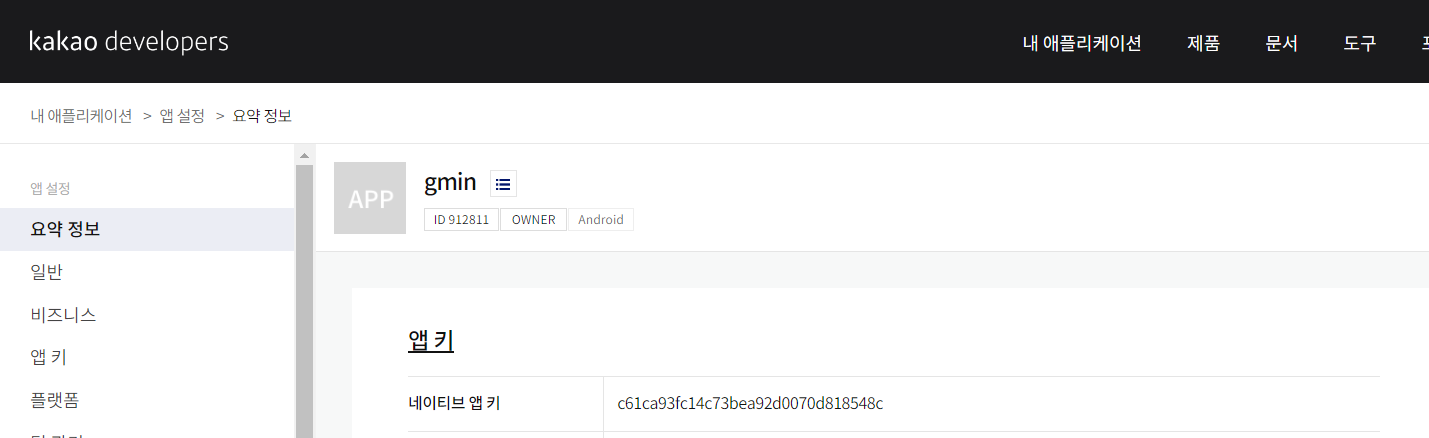 kakao developers
내 애플리케이션 제품 문서 도구
내 애플리케이션 > 앱 설정 > 요약 정보
앱 설정
요약 정보
일반
비즈니스
앱 키
플랫폼
APP
gmin
ID 912811 OWNER Android
앱 키
네이티브 앱 키 c61ca93fc14c73bea92d0070d818548c